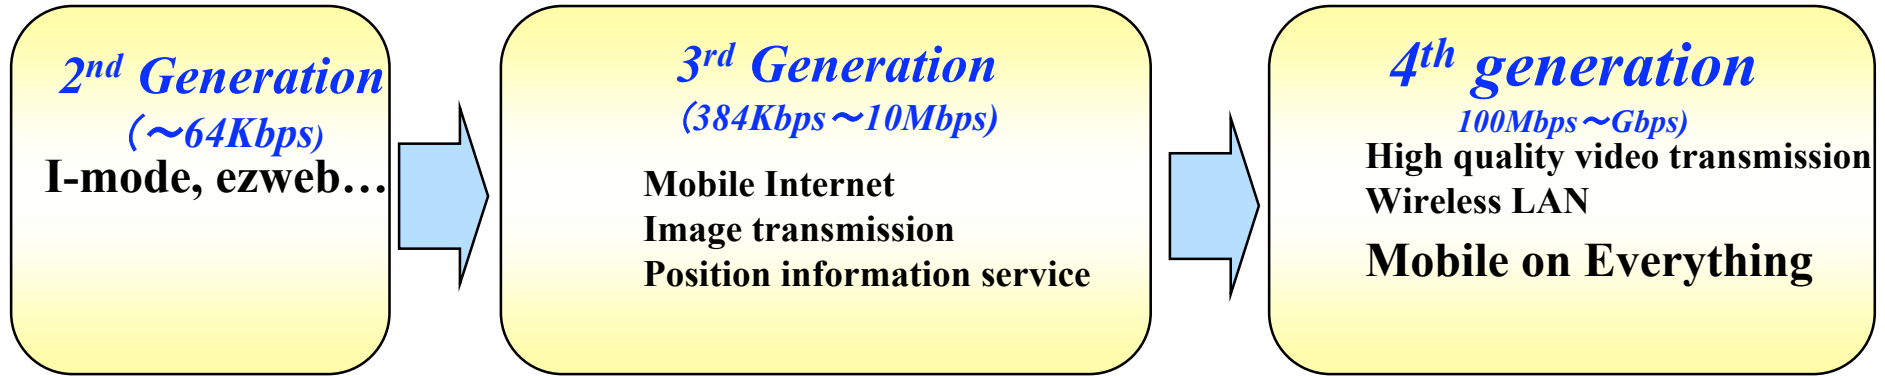 2nd Generation
（～64Kbps)
I-mode, ezweb…
3rd Generation
（384Kbps～10Mbps)
Mobile Internet
Image transmission
Position information service
4th generation
100Mbps～Gbps)
High quality video transmission
Wireless LAN
Mobile on Everything